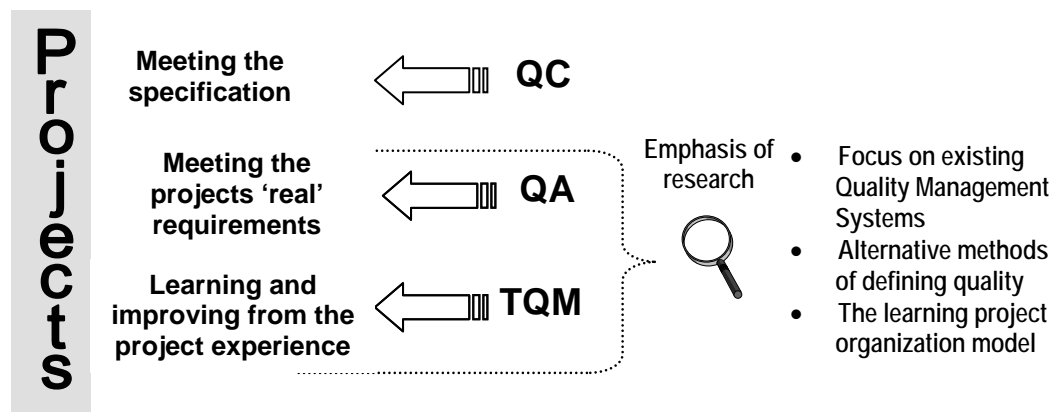 Projects
Meeting the
specification
QC
Meeting the
projects ‘real’
requirements
QA
Learning and
improving from the
project experience
TQM
Emphasis of
research
• Focus on existing
Quality Management
Systems
• Alternative methods
of defining quality
• The learning project
organization model